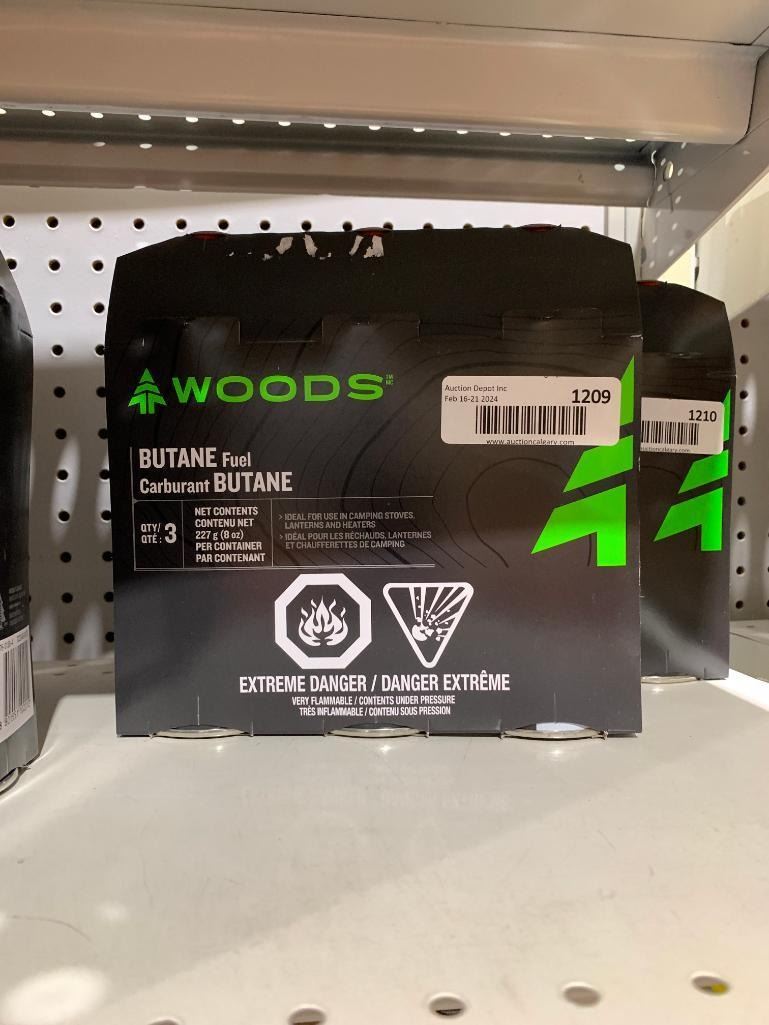 WOODS TM MC
Auction Depot Inc
Feb 16-21 2024
1209
www.auctioncalgary.com
1210
BUTANE Fuel
Carburant BUTANE
QTY/
QTÉ : 3
NET CONTENTS
CONTENU NET
227 g (8 oz)
PER CONTAINER
PAR CONTENANT
> IDEAL FOR USE IN CAMPING STOVES,
LANTERNS AND HEATERS
> IDÉAL POUR LES RÉCHAUDS, LANTERNES
ET CHAUFFERETTES DE CAMPING
EXTREME DANGER / DANGER EXTRÊME
VERY FLAMMABLE / CONTENTS UNDER PRESSURE
TRÈS INFLAMMABLE / CONTENU SOUS PRESSION